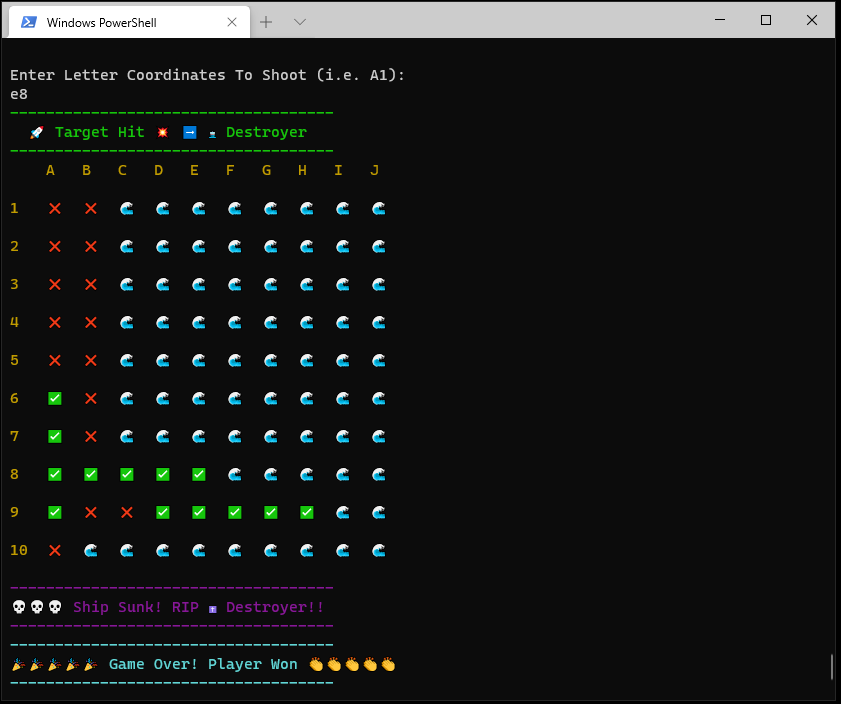 Windows PowerShell
Enter Letter Coordinates To Shoot (i.e. A1):
e8
----------------------------------
🚀 Target Hit 💥 ➡️ 🚢 Destroyer
----------------------------------
A B C D E F G H I J
1 ❌ ❌ 🌊 🌊 🌊 🌊 🌊 🌊 🌊 🌊
2 ❌ ❌ 🌊 🌊 🌊 🌊 🌊 🌊 🌊 🌊
3 ❌ ❌ 🌊 🌊 🌊 🌊 🌊 🌊 🌊 🌊
4 ❌ ❌ 🌊 🌊 🌊 🌊 🌊 🌊 🌊 🌊
5 ❌ ❌ 🌊 🌊 🌊 🌊 🌊 🌊 🌊 🌊
6 ✅ ❌ 🌊 🌊 🌊 🌊 🌊 🌊 🌊 🌊
7 ✅ ❌ 🌊 🌊 🌊 🌊 🌊 🌊 🌊 🌊
8 ✅ ✅ ✅ ✅ ✅ 🌊 🌊 🌊 🌊 🌊
9 ✅ ❌ ❌ ✅ ✅ ✅ ✅ ✅ 🌊 🌊
10 ❌ 🌊 🌊 🌊 🌊 🌊 🌊 🌊 🌊 🌊
----------------------------------
💀💀💀 Ship Sunk! RIP ✝️ Destroyer!!
----------------------------------
----------------------------------
🎉🎉🎉🎉🎉 Game Over! Player Won 👏👏👏👏👏
----------------------------------